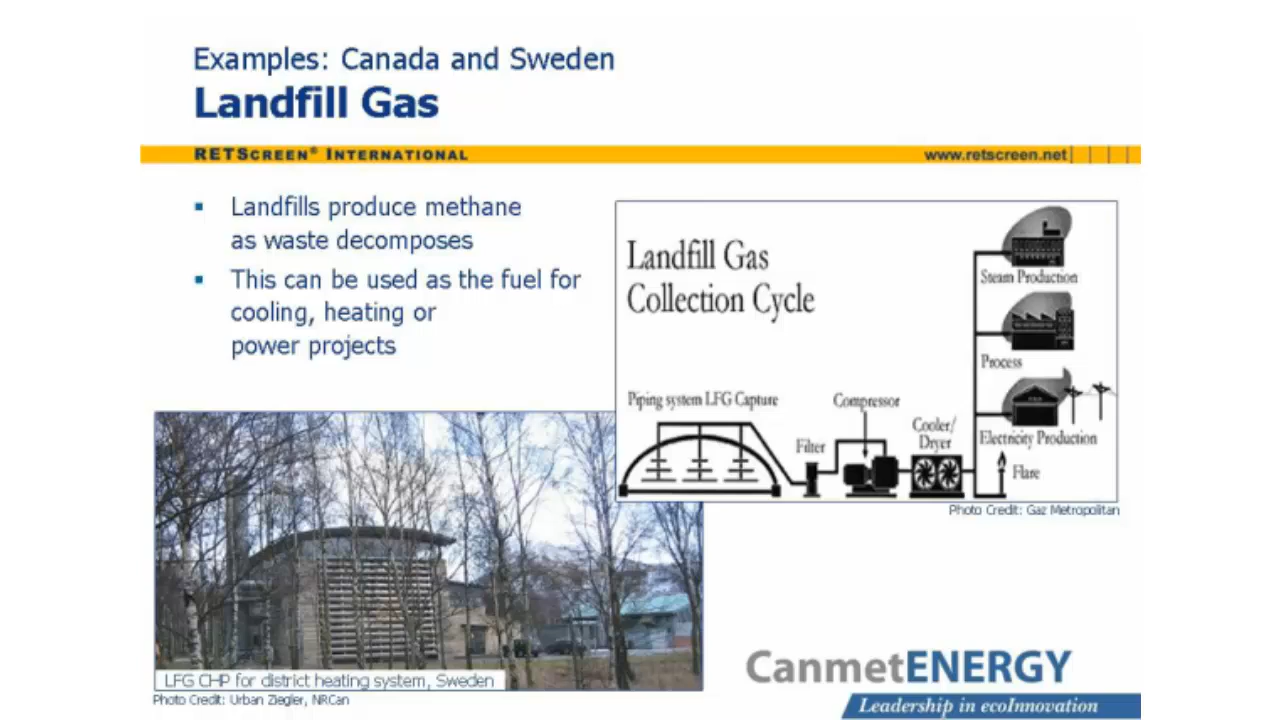 Examples: Canada and Sweden
Landfill Gas
RETSCREEN® INTERNATIONAL
www.retscreen.net
Landfills produce methane
as waste decomposes
This can be used as the fuel for
cooling, heating or
power projects
Landfill Gas
Collection Cycle
Steam Production
Process
Piping system LFG Capture
Compressor
Filter
Cooler/
Dryer
Electricity Production
Flare
Photo Credit: Gaz Metropolitan
LFG CHP for district heating system, Sweden
Photo Credit: Urban Ziegler, NRCan
CanmetENERGY
Leadership in ecoInnovation